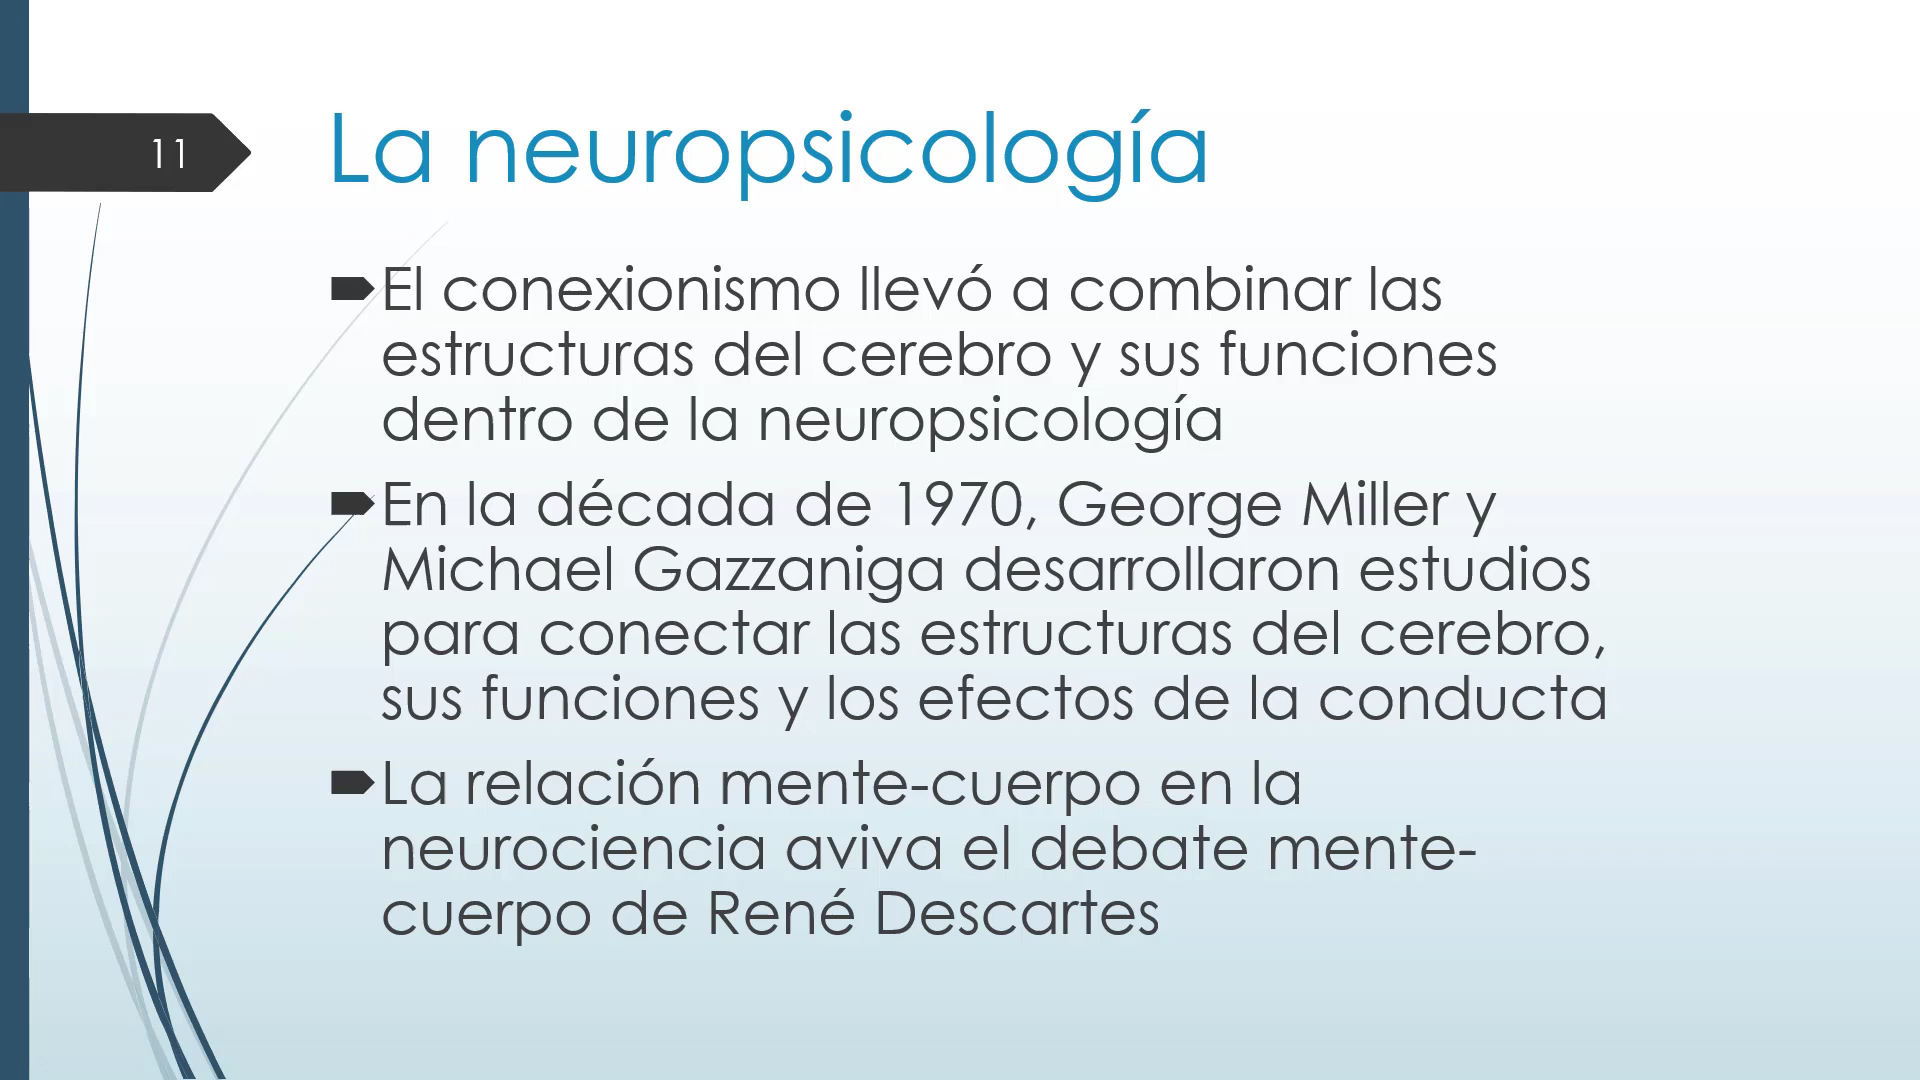 11
La neuropsicología
El conexionismo llevó a combinar las
estructuras del cerebro y sus funciones
dentro de la neuropsicología
En la década de 1970, George Miller y
Michael Gazzaniga desarrollaron estudios
para conectar las estructuras del cerebro,
sus funciones y los efectos de la conducta
La relación mente-cuerpo en la
neurociencia aviva el debate mente-
cuerpo de René Descartes